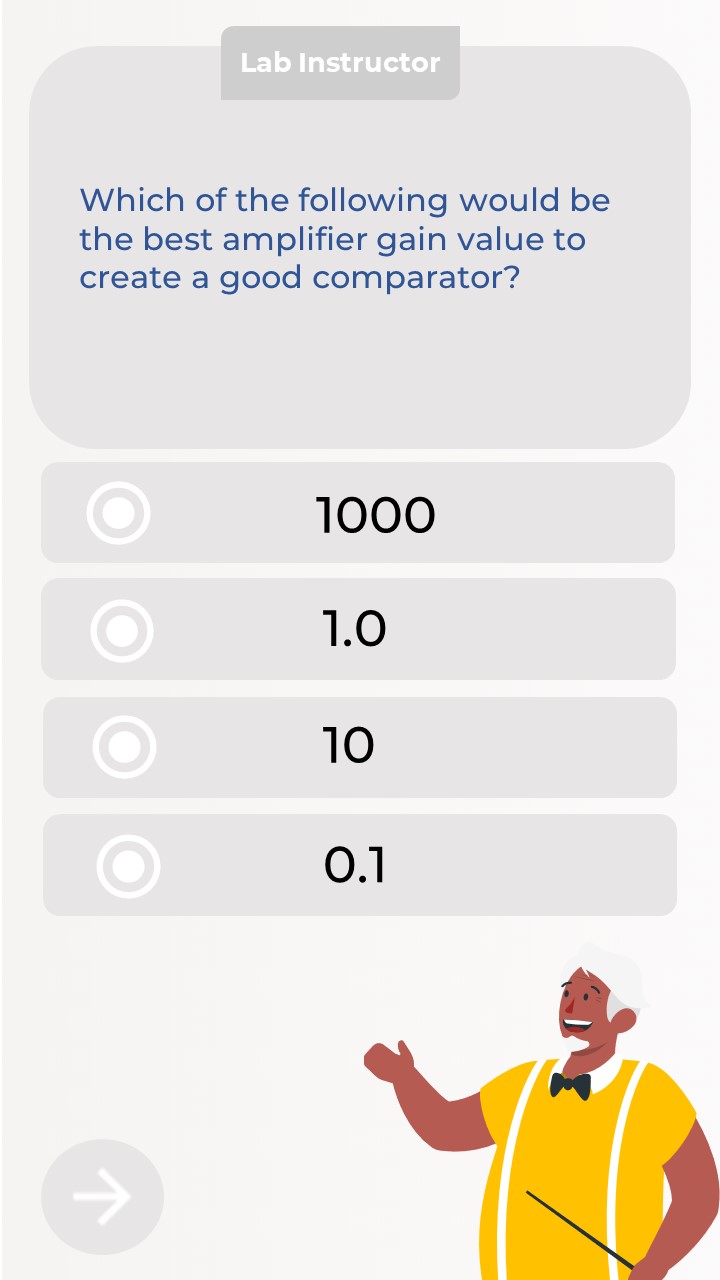 Lab Instructor
Which of the following would be
the best amplifier gain value to
create a good comparator?
1000
1.0
10
0.1